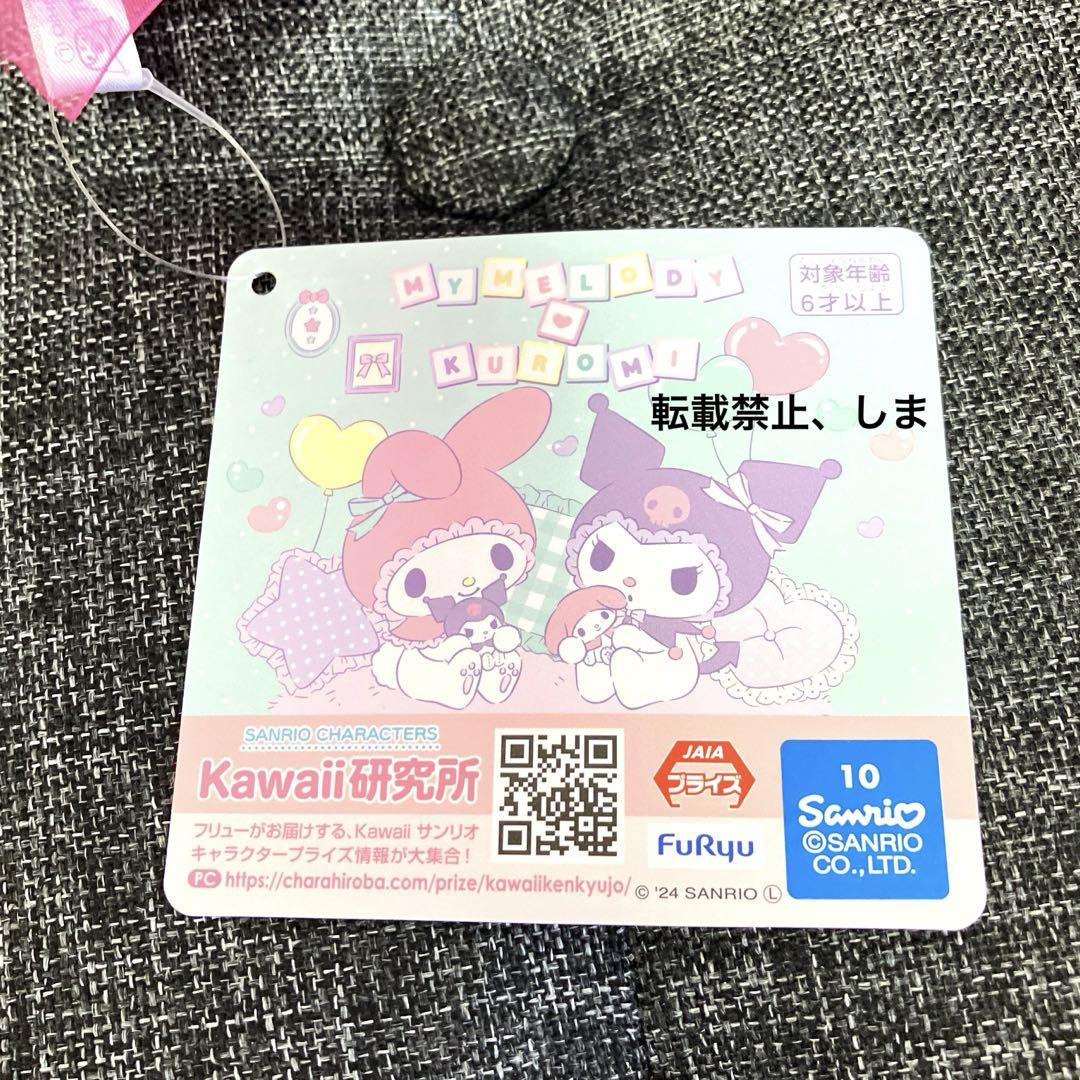 MY MELODY
KUROMI
対象年齢
6才以上
転載禁止、しま
SANRIO CHARACTERS
Kawaii研究所
フリューがお届けする、Kawaii サンリオ
キャラクタープライズ情報が大集合!
PC https://charahiroba.com/prize/kawaiikenkyujo/
JAIA
プライズ
FuRyu
© '24 SANRIO Ⓛ
10
Sanrio
©SANRIO
CO.,LTD.